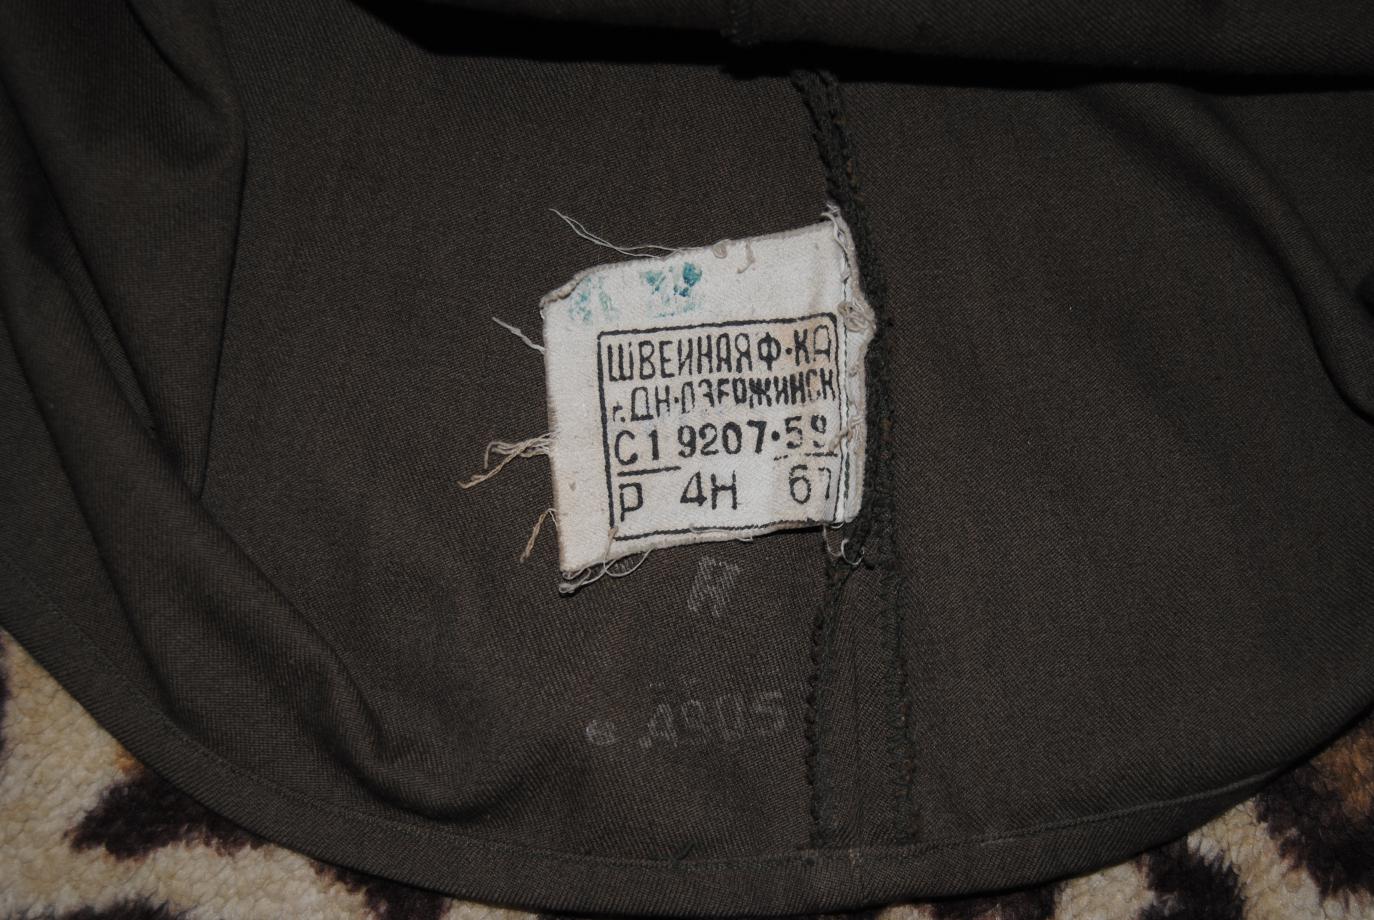 ШВЕЙНАЯ Ф-КА
г. ДН-ДЗЕРЖИНСК
С1 9207·59
Р 4Н 67